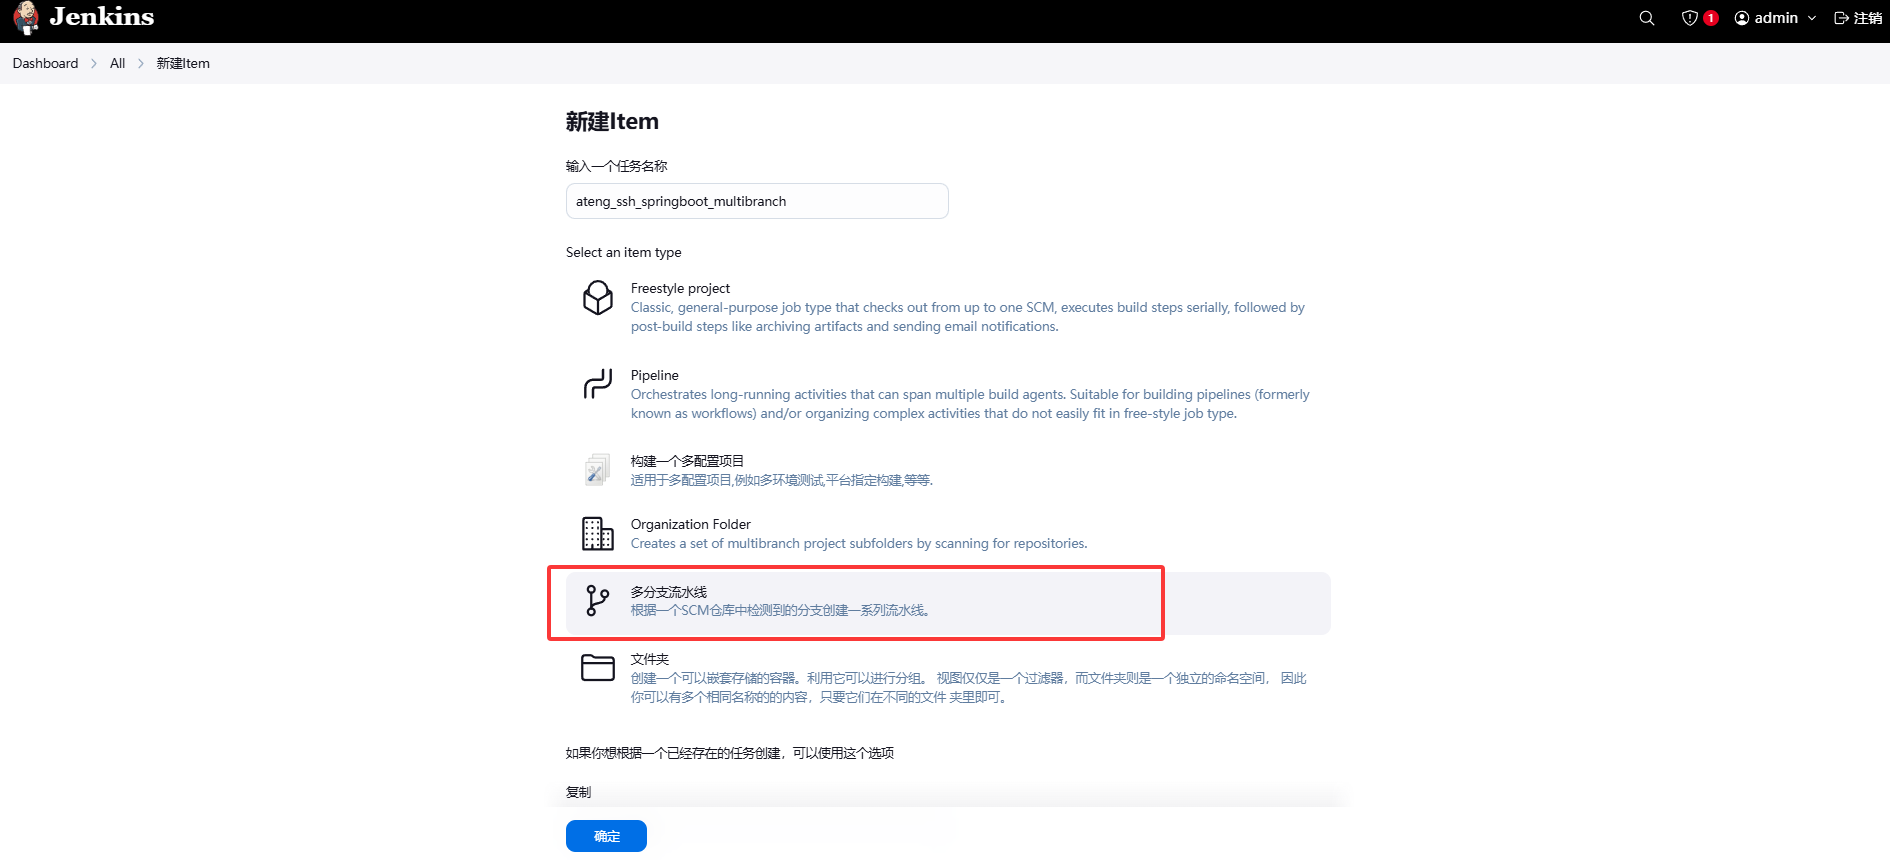 Jenkins
1
admin
注销
Dashboard
All
新建Item
新建Item
输入一个任务名称
ateng_ssh_springboot_multibranch
Select an item type
Freestyle project
Classic, general-purpose job type that checks out from up to one SCM, executes build steps serially, followed by
post-build steps like archiving artifacts and sending email notifications.
Pipeline
Orchestrates long-running activities that can span multiple build agents. Suitable for building pipelines (formerly
known as workflows) and/or organizing complex activities that do not easily fit in free-style job type.
构建一个多配置项目
适用于多配置项目,例如多环境测试,平台指定构建,等等.
Organization Folder
Creates a set of multibranch project subfolders by scanning for repositories.
多分支流水线
根据一个SCM仓库中检测到的分支创建一系列流水线。
文件夹
创建一个可以嵌套存储的容器。利用它可以进行分组。 视图仅仅是一个过滤器，而文件夹则是一个独立的命名空间， 因此
你可以有多个相同名称的的内容，只要它们在不同的文件 夹里即可。
如果你想根据一个已经存在的任务创建，可以使用这个选项
复制
确定